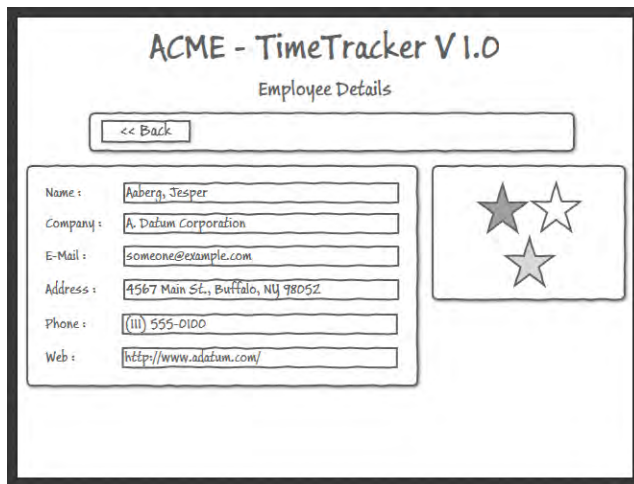 ACME - TimeTracker V 1.0
Employee Details
<< Back
Name : Aaberg, Jesper
Company : A. Datum Corporation
E-Mail : someone@example.com
Address : 4567 Main St., Buffalo, NY 98052
Phone : (111) 555-0100
Web : http://www.adatum.com/